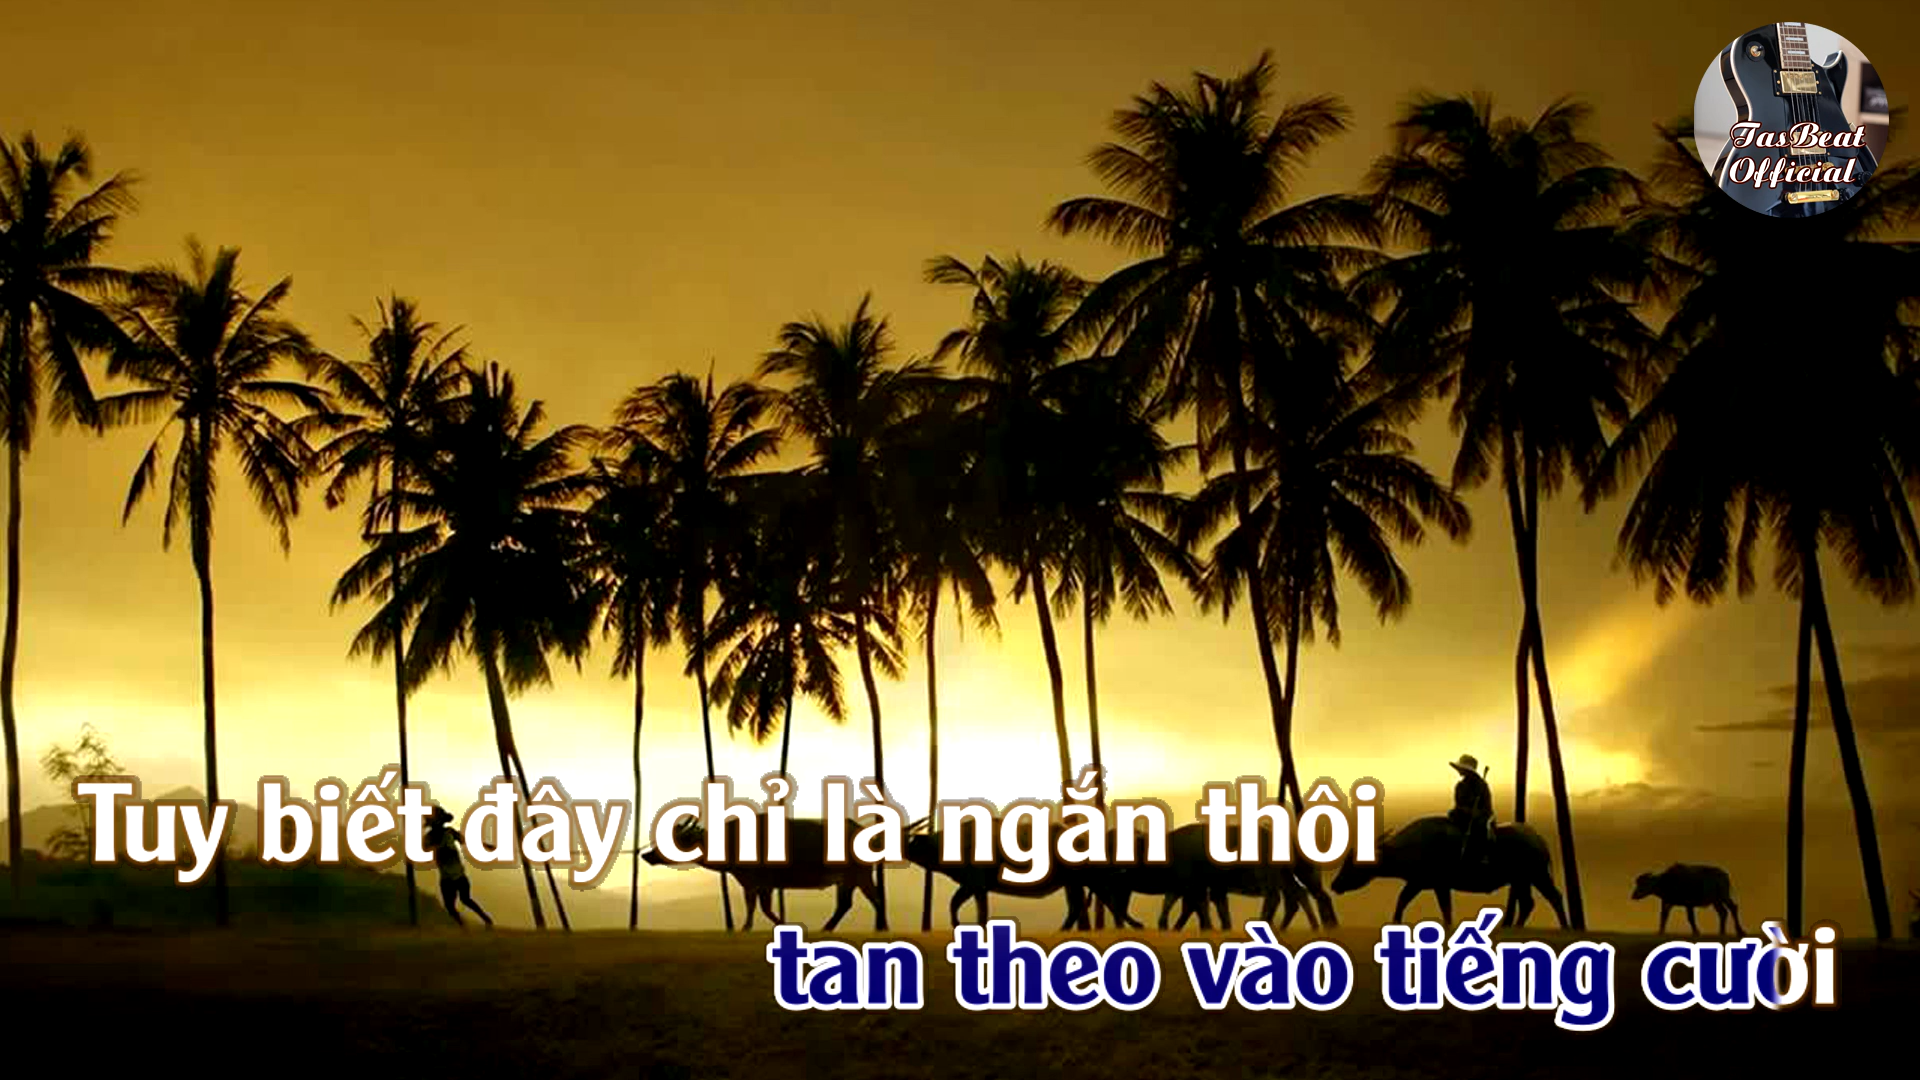 TasBeat
Official
Tuy biết đây chỉ là ngắn thôi
tan theo vào tiếng cười